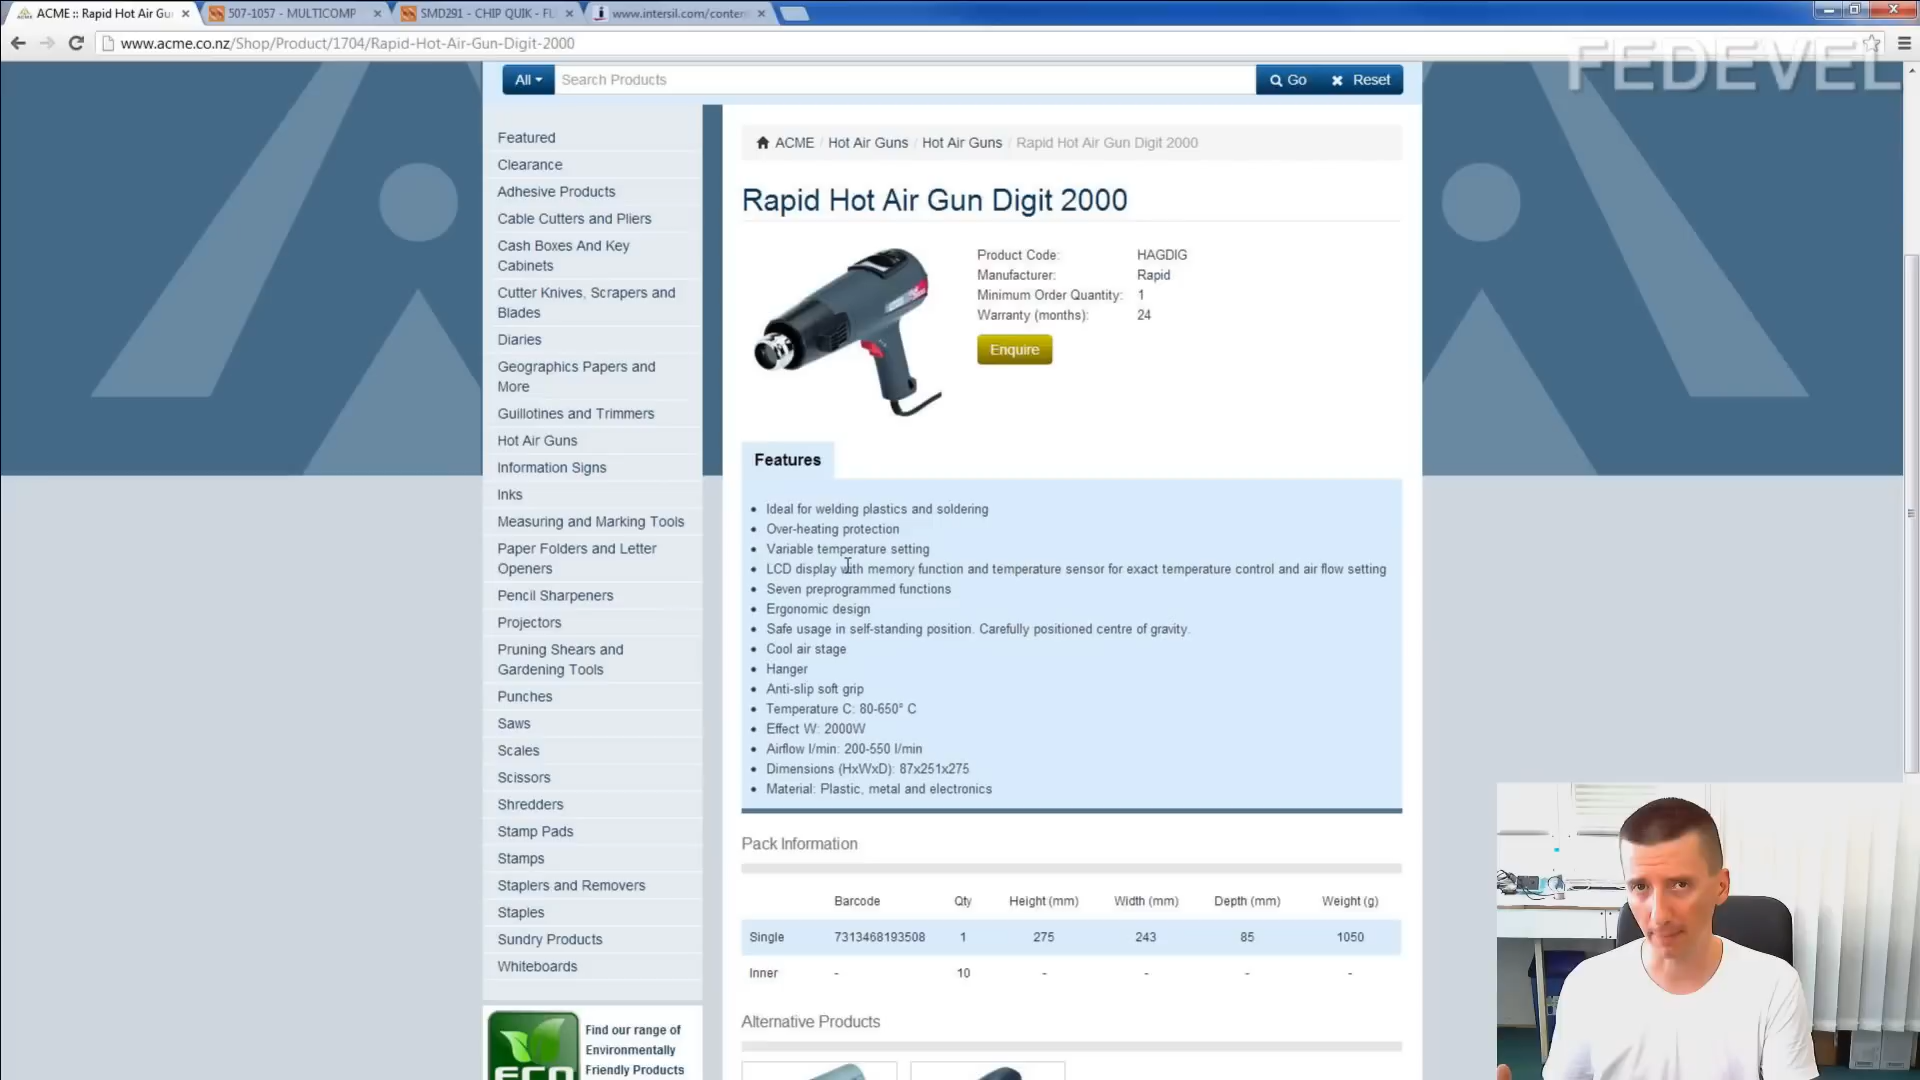 ACME :: Rapid Hot Air Gu
507-1057 - MULTICOMP
SMD291 - CHIP QUIK - FL
www.intersil.com/conten
www.acme.co.nz/Shop/Product/1704/Rapid-Hot-Air-Gun-Digit-2000
FEDEVEL
All
Search Products
Go
Reset
Featured
Clearance
Adhesive Products
Cable Cutters and Pliers
Cash Boxes And Key
Cabinets
Cutter Knives, Scrapers and
Blades
Diaries
Geographics Papers and
More
Guillotines and Trimmers
Hot Air Guns
Information Signs
Inks
Measuring and Marking Tools
Paper Folders and Letter
Openers
Pencil Sharpeners
Projectors
Pruning Shears and
Gardening Tools
Punches
Saws
Scales
Scissors
Shredders
Stamp Pads
Stamps
Staplers and Removers
Staples
Sundry Products
Whiteboards
ECO
Find our range of
Environmentally
Friendly Products
ACME / Hot Air Guns / Hot Air Guns / Rapid Hot Air Gun Digit 2000
Rapid Hot Air Gun Digit 2000
Product Code: HAGDIG
Manufacturer: Rapid
Minimum Order Quantity: 1
Warranty (months): 24
Enquire
Features
• Ideal for welding plastics and soldering
• Over-heating protection
• Variable temperature setting
• LCD display with memory function and temperature sensor for exact temperature control and air flow setting
• Seven preprogrammed functions
• Ergonomic design
• Safe usage in self-standing position. Carefully positioned centre of gravity.
• Cool air stage
• Hanger
• Anti-slip soft grip
• Temperature C: 80-650° C
• Effect W: 2000W
• Airflow l/min: 200-550 l/min
• Dimensions (HxWxD): 87x251x275
• Material: Plastic, metal and electronics
Pack Information
Barcode Qty Height (mm) Width (mm) Depth (mm) Weight (g)
Single 7313468193508 1 275 243 85 1050
Inner - 10 - - - -
Alternative Products